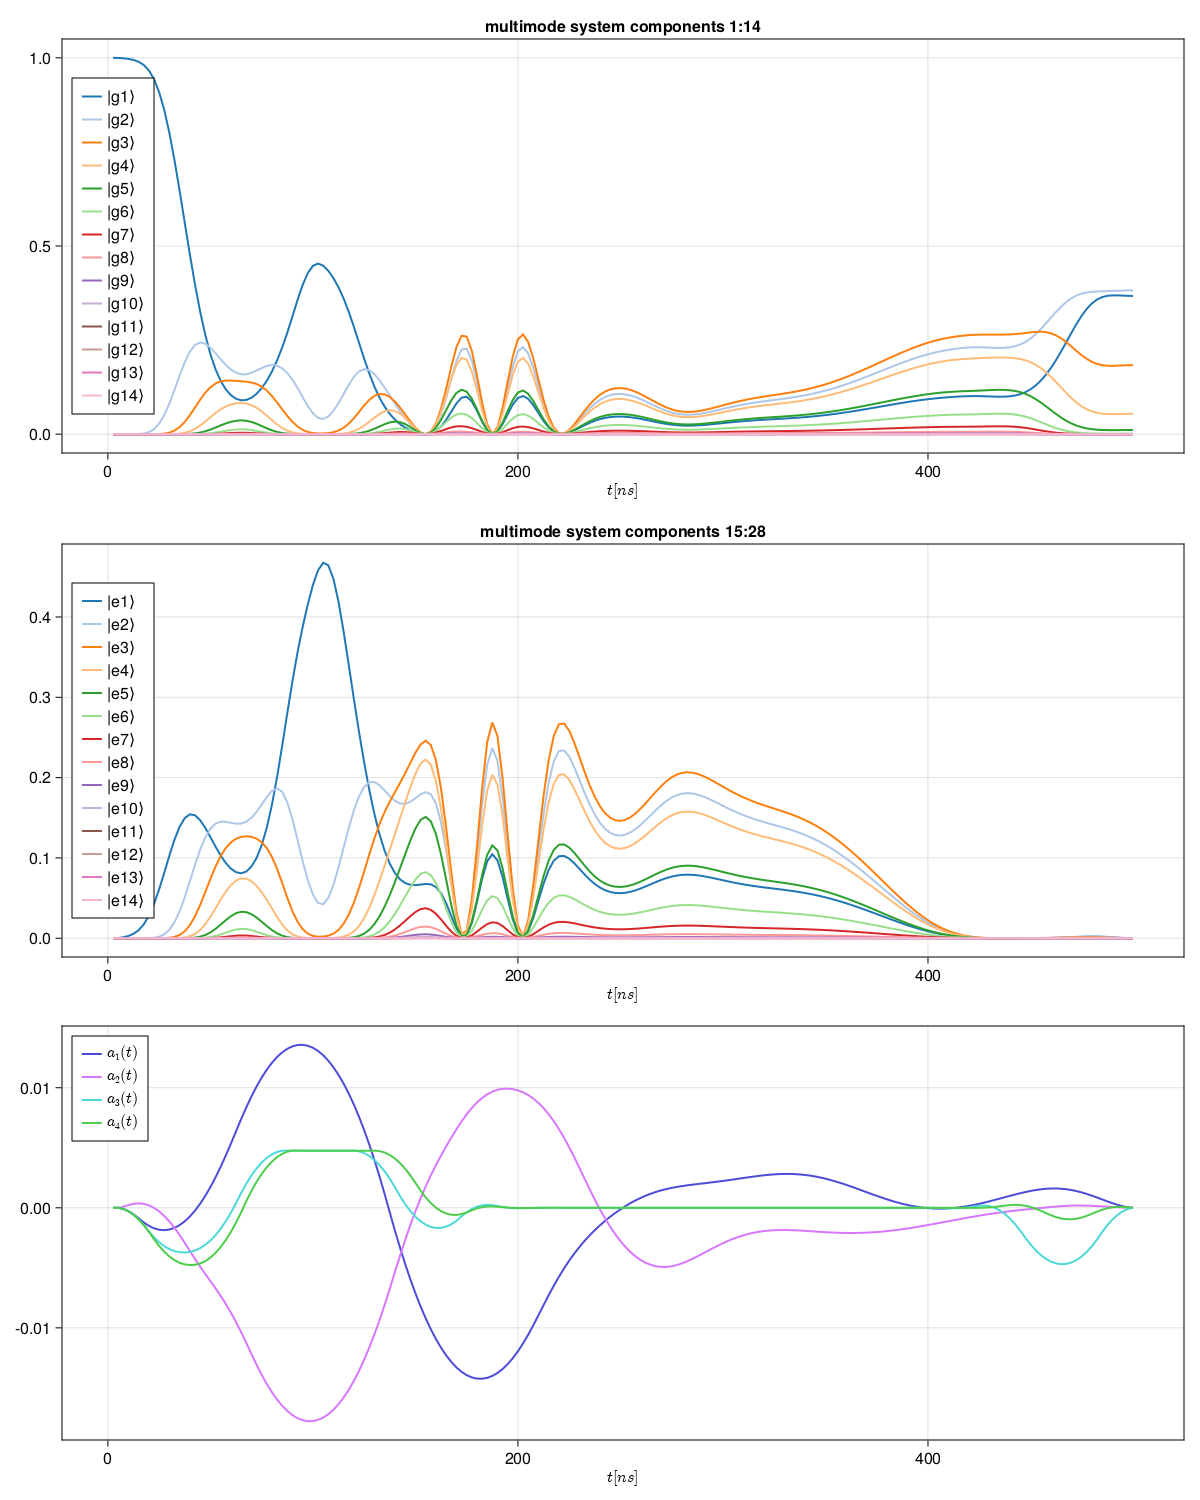 multimode system components 1:14
1.0
|g1⟩
|g2⟩
|g3⟩
|g4⟩
|g5⟩
|g6⟩
|g7⟩
|g8⟩
|g9⟩
|g10⟩
|g11⟩
|g12⟩
|g13⟩
|g14⟩
0.5
0.0
0 200 400
t[ns]
multimode system components 15:28
|e1⟩
|e2⟩
|e3⟩
|e4⟩
|e5⟩
|e6⟩
|e7⟩
|e8⟩
|e9⟩
|e10⟩
|e11⟩
|e12⟩
|e13⟩
|e14⟩
0.4
0.3
0.2
0.1
0.0
0 200 400
t[ns]
a₁(t)
a₂(t)
a₃(t)
a₄(t)
0.01
0.00
-0.01
0 200 400
t[ns]